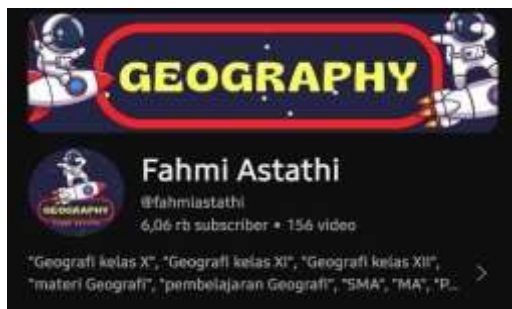 GEOGRAPHY
Fahmi Astathi
@fahmiastathi
6,06 rb subscriber • 156 video
GEOGRAPHY
"Geografi kelas X", "Geografi kelas XI", "Geografi kelas XII",
"materi Geografi", "pembelajaran Geografi", "SMA", "MA", "P...